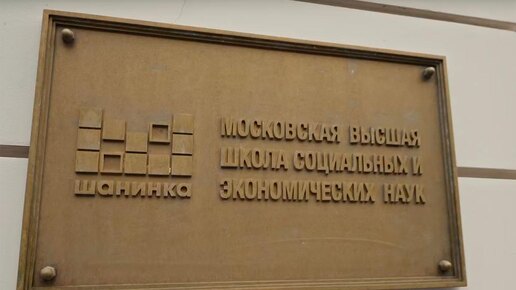 шанинка
МОСКОВСКАЯ ВЫСШАЯ
ШКОЛА СОЦИАЛЬНЫХ И
ЭКОНОМИЧЕСКИХ НАУК